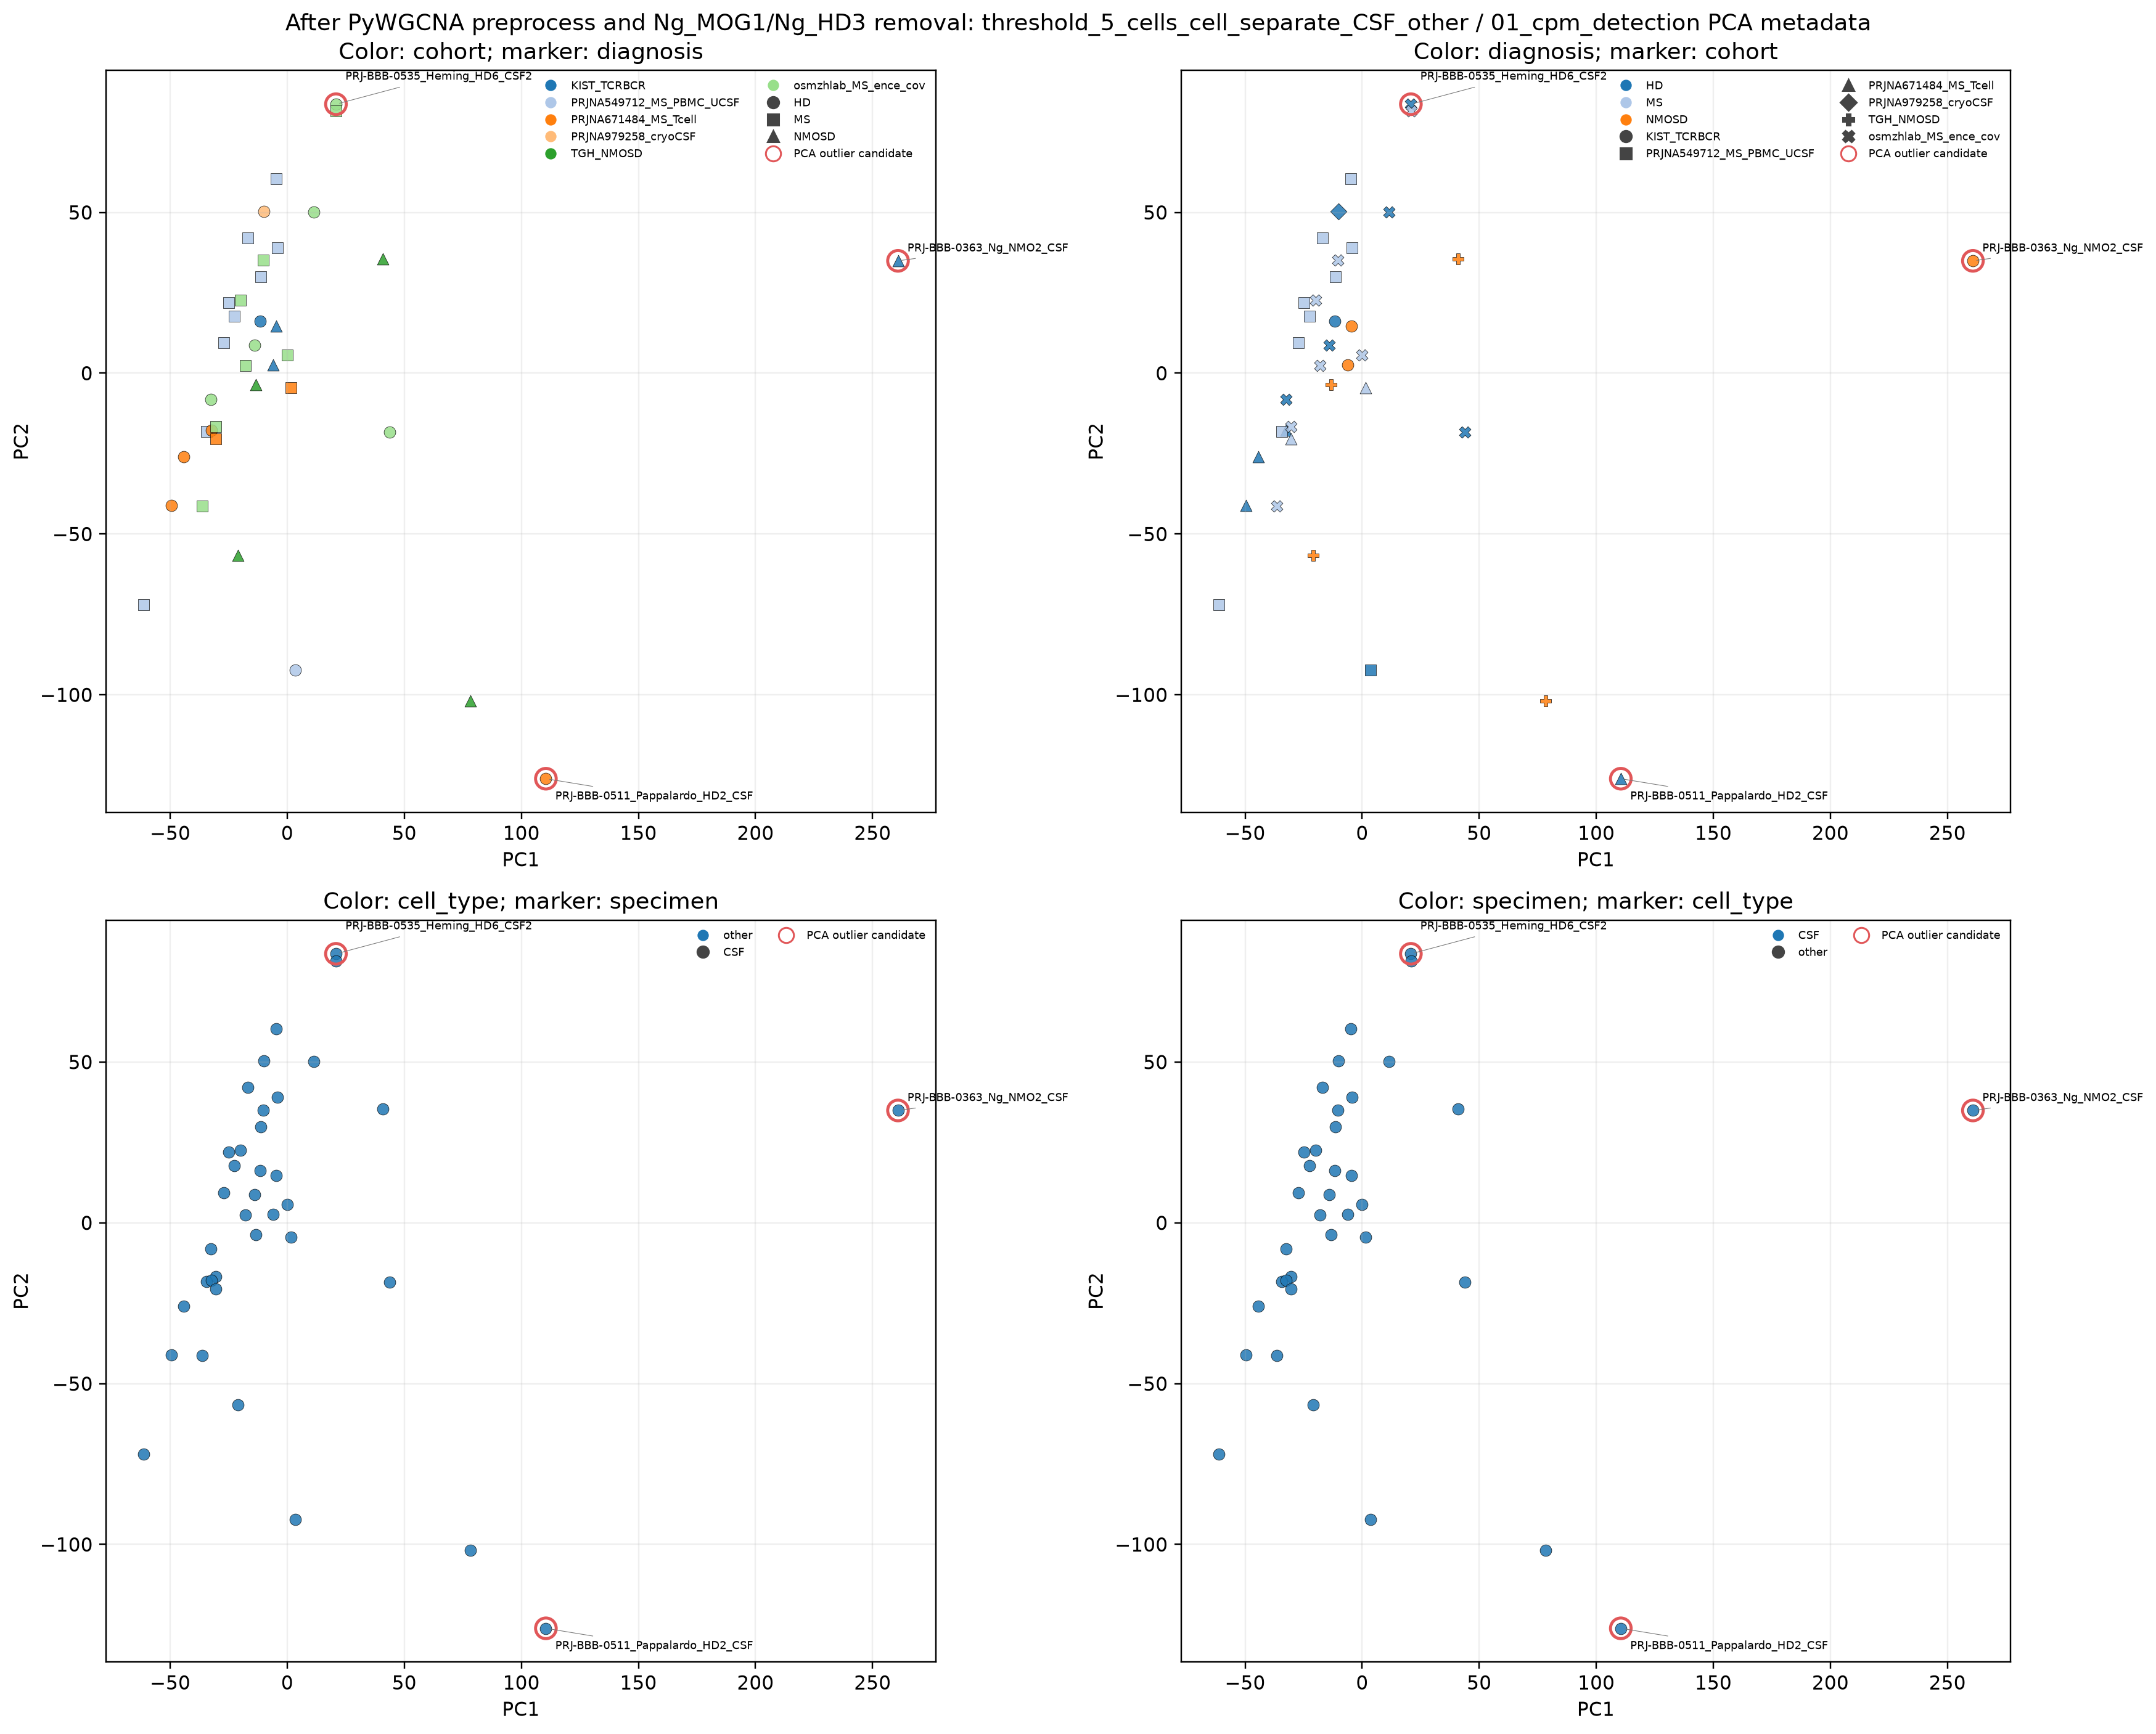 After PyWGCNA preprocess and Ng_MOG1/Ng_HD3 removal: threshold_5_cells_cell_separate_CSF_other / 01_cpm_detection PCA metadata
Color: cohort; marker: diagnosis
PRJ-BBB-0535_Heming_HD6_CSF2
KIST_TCRBCR
PRJNA549712_MS_PBMC_UCSF
PRJNA671484_MS_Tcell
PRJNA979258_cryoCSF
TGH_NMOSD
osmzhlab_MS_ence_cov
HD
MS
NMOSD
PCA outlier candidate
PRJ-BBB-0363_Ng_NMO2_CSF
PRJ-BBB-0511_Pappalardo_HD2_CSF
50
0
−50
−100
PC2
−50
0
50
100
150
200
250
PC1
Color: diagnosis; marker: cohort
PRJ-BBB-0535_Heming_HD6_CSF2
HD
MS
NMOSD
KIST_TCRBCR
PRJNA549712_MS_PBMC_UCSF
PRJNA671484_MS_Tcell
PRJNA979258_cryoCSF
TGH_NMOSD
osmzhlab_MS_ence_cov
PCA outlier candidate
PRJ-BBB-0363_Ng_NMO2_CSF
PRJ-BBB-0511_Pappalardo_HD2_CSF
50
0
−50
−100
PC2
−50
0
50
100
150
200
250
PC1
Color: cell_type; marker: specimen
PRJ-BBB-0535_Heming_HD6_CSF2
other
CSF
PCA outlier candidate
PRJ-BBB-0363_Ng_NMO2_CSF
PRJ-BBB-0511_Pappalardo_HD2_CSF
50
0
−50
−100
PC2
−50
0
50
100
150
200
250
PC1
Color: specimen; marker: cell_type
PRJ-BBB-0535_Heming_HD6_CSF2
CSF
other
PCA outlier candidate
PRJ-BBB-0363_Ng_NMO2_CSF
PRJ-BBB-0511_Pappalardo_HD2_CSF
50
0
−50
−100
PC2
−50
0
50
100
150
200
250
PC1